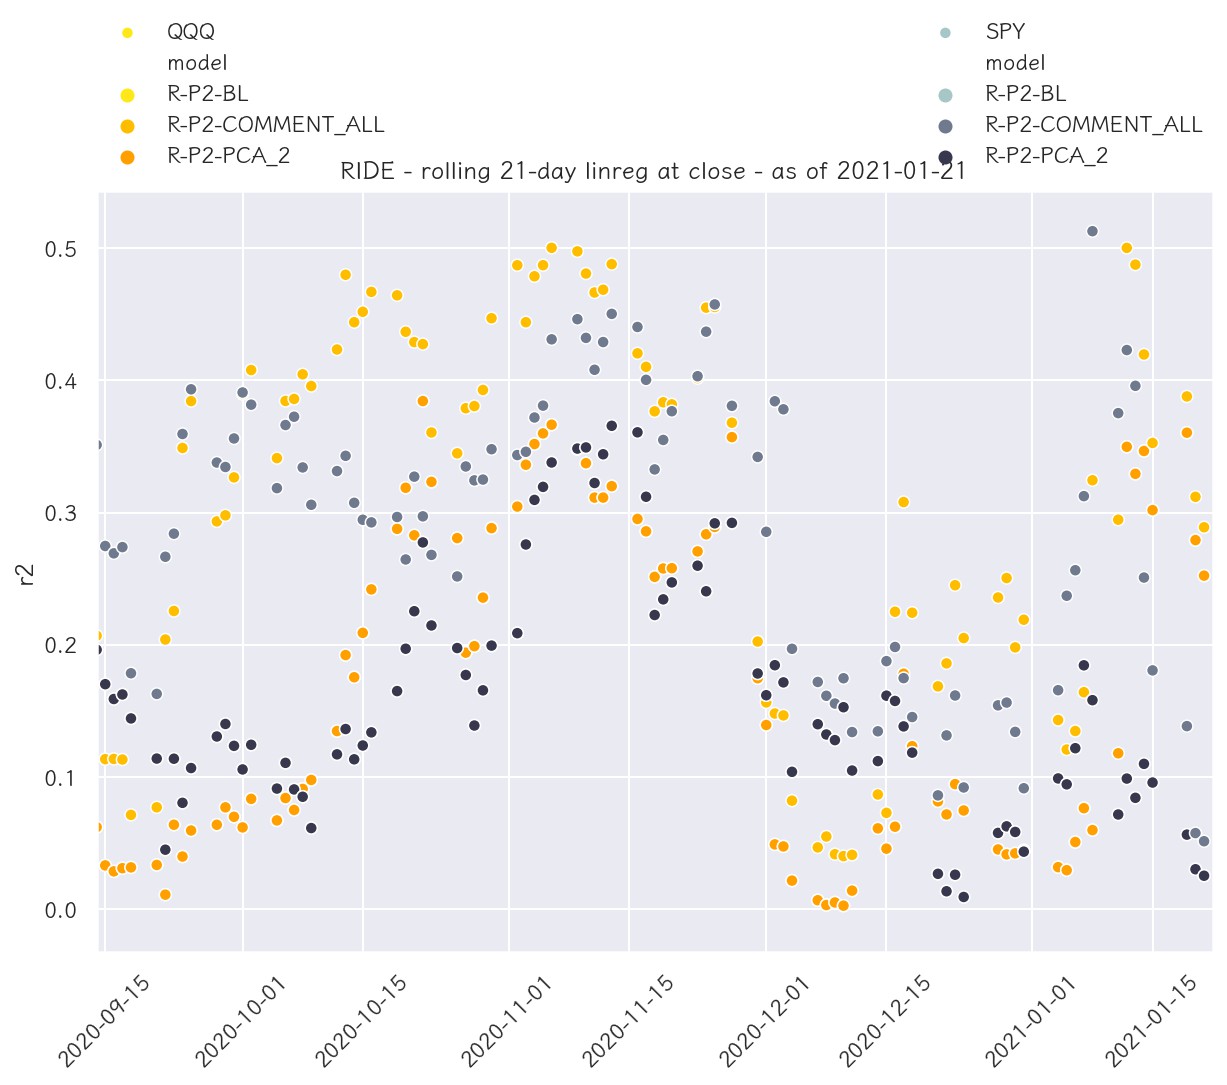 QQQ
model
R-P2-BL
R-P2-COMMENT_ALL
R-P2-PCA_2
SPY
model
R-P2-BL
R-P2-COMMENT_ALL
R-P2-PCA_2
RIDE - rolling 21-day linreg at close - as of 2021-01-21
r2
0.5
0.4
0.3
0.2
0.1
0.0
2020-09-15
2020-10-01
2020-10-15
2020-11-01
2020-11-15
2020-12-01
2020-12-15
2021-01-01
2021-01-15